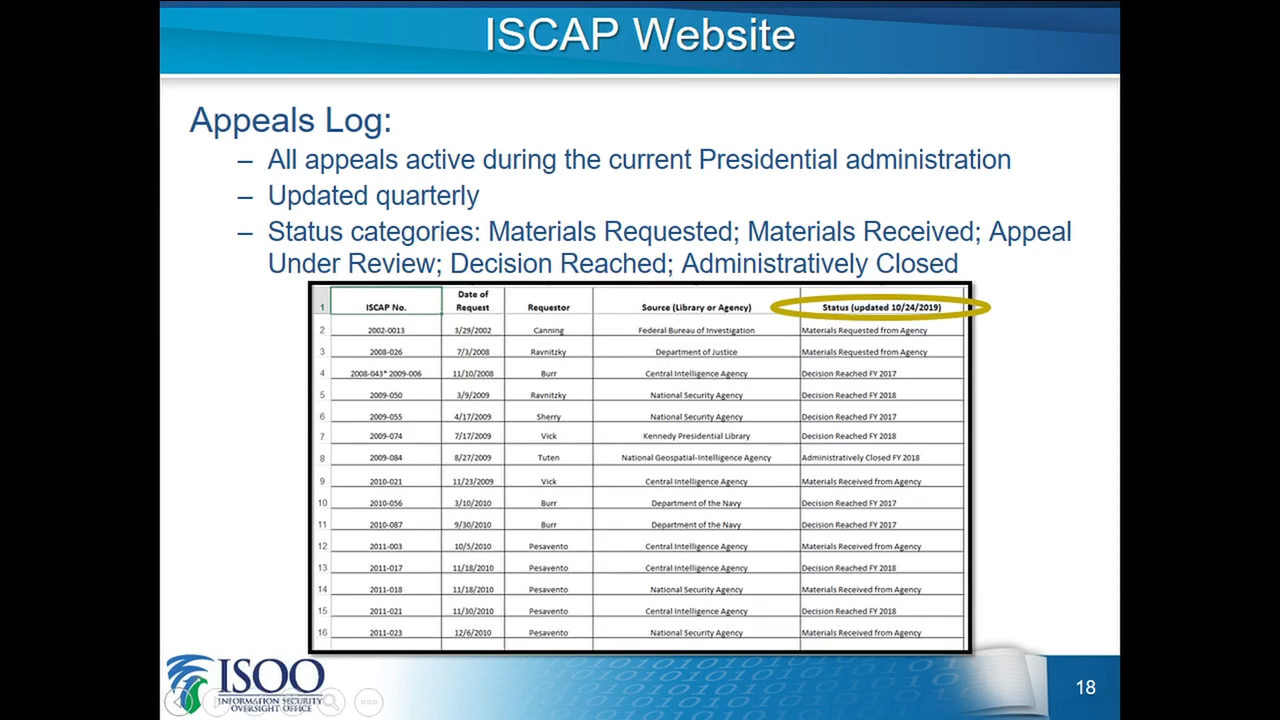 ISCAP Website
Appeals Log:
– All appeals active during the current Presidential administration
– Updated quarterly
– Status categories: Materials Requested; Materials Received; Appeal
Under Review; Decision Reached; Administratively Closed
1 ISCAP No. Date of Request Requestor Source (Library or Agency) Status (updated 10/24/2019)
2 2002-0013 3/29/2002 Canning Federal Bureau of Investigation Materials Requested from Agency
3 2008-026 7/3/2008 Ravnitzky Department of Justice Materials Requested from Agency
4 2008-043* 2009-006 11/10/2008 Burr Central Intelligence Agency Decision Reached FY 2017
5 2009-050 3/9/2009 Ravnitzky National Security Agency Decision Reached FY 2018
6 2009-055 4/17/2009 Sherry National Security Agency Decision Reached FY 2017
7 2009-074 7/17/2009 Vick Kennedy Presidential Library Decision Reached FY 2018
8 2009-084 8/27/2009 Tuten National Geospatial-Intelligence Agency Administratively Closed FY 2018
9 2010-021 11/23/2009 Vick Central Intelligence Agency Materials Received from Agency
10 2010-056 3/10/2010 Burr Department of the Navy Decision Reached FY 2017
11 2010-087 9/30/2010 Burr Department of the Navy Decision Reached FY 2017
12 2011-003 10/5/2010 Pesavento Central Intelligence Agency Materials Received from Agency
13 2011-017 11/18/2010 Pesavento Central Intelligence Agency Decision Reached FY 2018
14 2011-018 11/18/2010 Pesavento National Security Agency Materials Received from Agency
15 2011-021 11/30/2010 Pesavento Central Intelligence Agency Decision Reached FY 2018
16 2011-023 12/6/2010 Pesavento National Security Agency Materials Received from Agency
ISOO
INFORMATION SECURITY
OVERSIGHT OFFICE
18